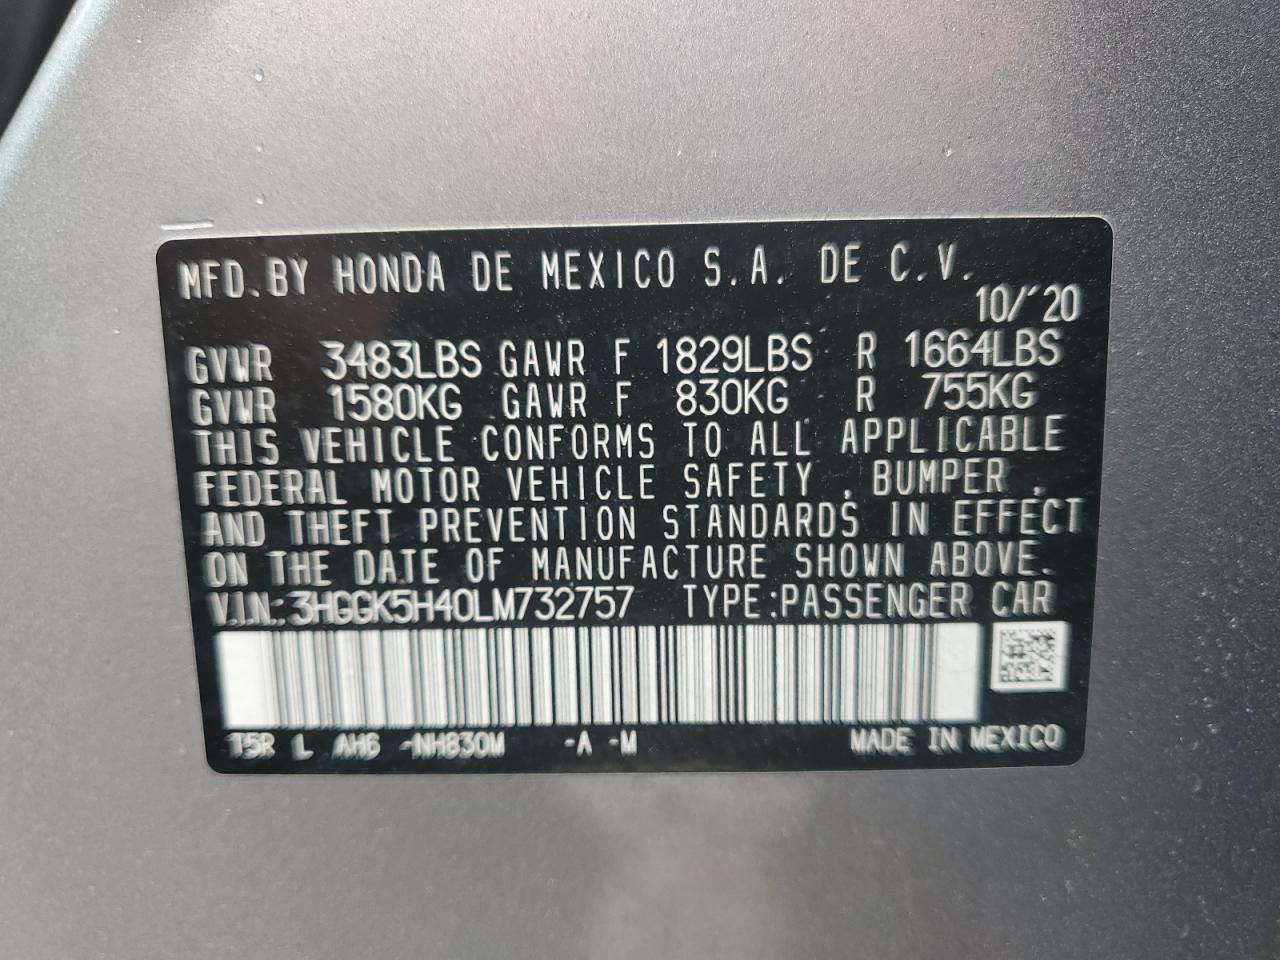 MFD.BY HONDA DE MEXICO S.A. DE C.V.
10/'20
GVWR 3483LBS GAWR F 1829LBS R 1664LBS
GVWR 1580KG GAWR F 830KG R 755KG
THIS VEHICLE CONFORMS TO ALL APPLICABLE
FEDERAL MOTOR VEHICLE SAFETY , BUMPER ,
AND THEFT PREVENTION STANDARDS IN EFFECT
ON THE DATE OF MANUFACTURE SHOWN ABOVE.
V.I.N.: 3HGGK5H40LM732757 TYPE:PASSENGER CAR
T5R L AH6 -NH830M -A -M MADE IN MEXICO